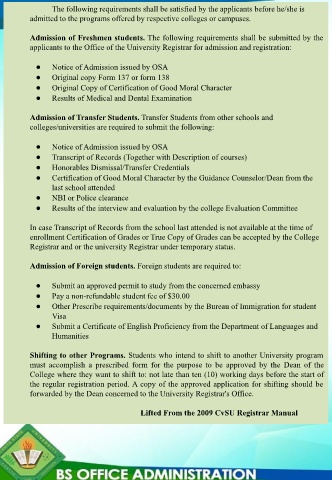 The following requirements shall be satisfied by the applicants before he/she is
admitted to the programs offered by respective colleges or campuses.
Admission of Freshmen students. The following requirements shall be submitted by the
applicants to the Office of the University Registrar for admission and registration:
● Notice of Admission issued by OSA
● Original copy Form 137 or form 138
● Original Copy of Certification of Good Moral Character
● Results of Medical and Dental Examination
Admission of Transfer Students. Transfer Students from other schools and
colleges/universities are required to submit the following:
● Notice of Admission issued by OSA
● Transcript of Records (Together with Description of courses)
● Honorables Dismissal/Transfer Credentials
● Certification of Good Moral Character by the Guidance Counselor/Dean from the
last school attended
● NBI or Police clearance
● Results of the interview and evaluation by the college Evaluation Committee
In case Transcript of Records from the school last attended is not available at the time of
enrollment Certification of Grades or True Copy of Grades can be accepted by the College
Registrar and or the university Registrar under temporary status.
Admission of Foreign students. Foreign students are required to:
● Submit an approved permit to study from the concerned embassy
● Pay a non-refundable student fee of $30.00
● Other Prescribe requirements/documents by the Bureau of Immigration for student
Visa
● Submit a Certificate of English Proficiency from the Department of Languages and
Humanities
Shifting to other Programs. Students who intend to shift to another University program
must accomplish a prescribed form for the purpose to be approved by the Dean of the
College where they want to shift to: not late than ten (10) working days before the start of
the regular registration period. A copy of the approved application for shifting should be
forwarded by the Dean concerned to the University Registrar's Office.
Lifted From the 2009 CvSU Registrar Manual
BS OFFICE ADMINISTRATION